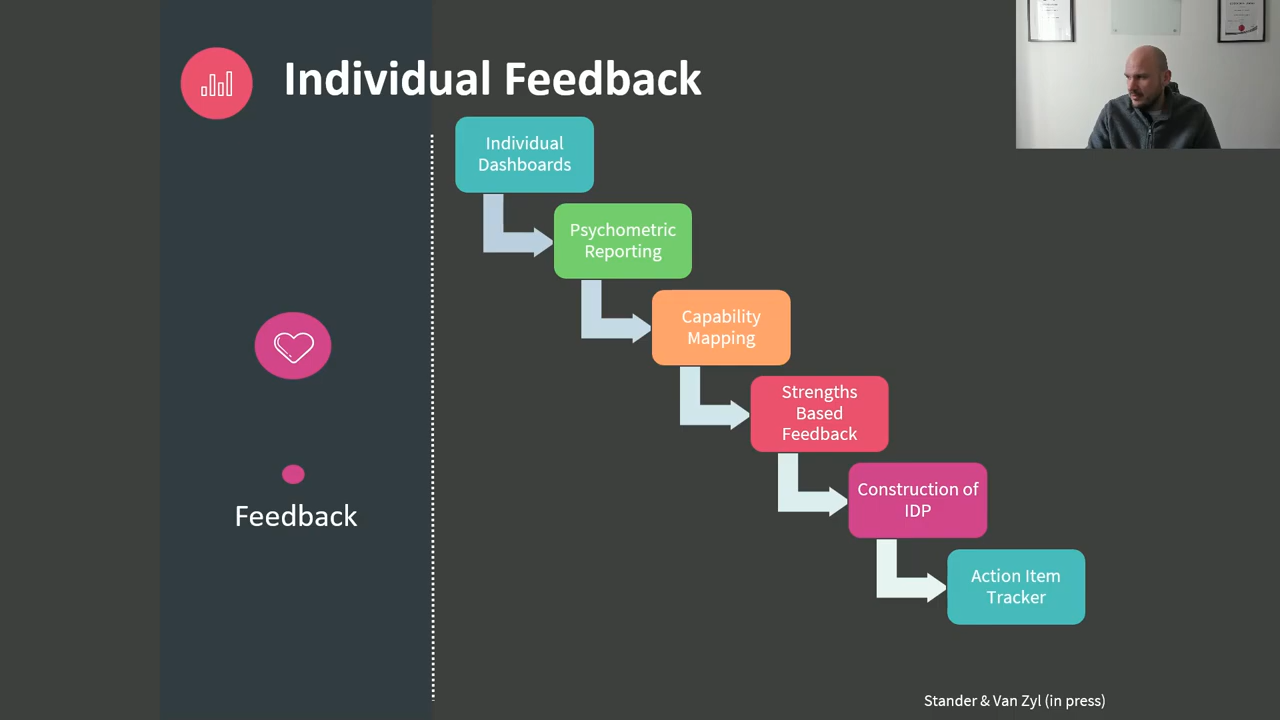 Individual Feedback
Individual
Dashboards
Psychometric
Reporting
Capability
Mapping
Strengths
Based
Feedback
Construction of
IDP
Action Item
Tracker
Feedback
Stander & Van Zyl (in press)